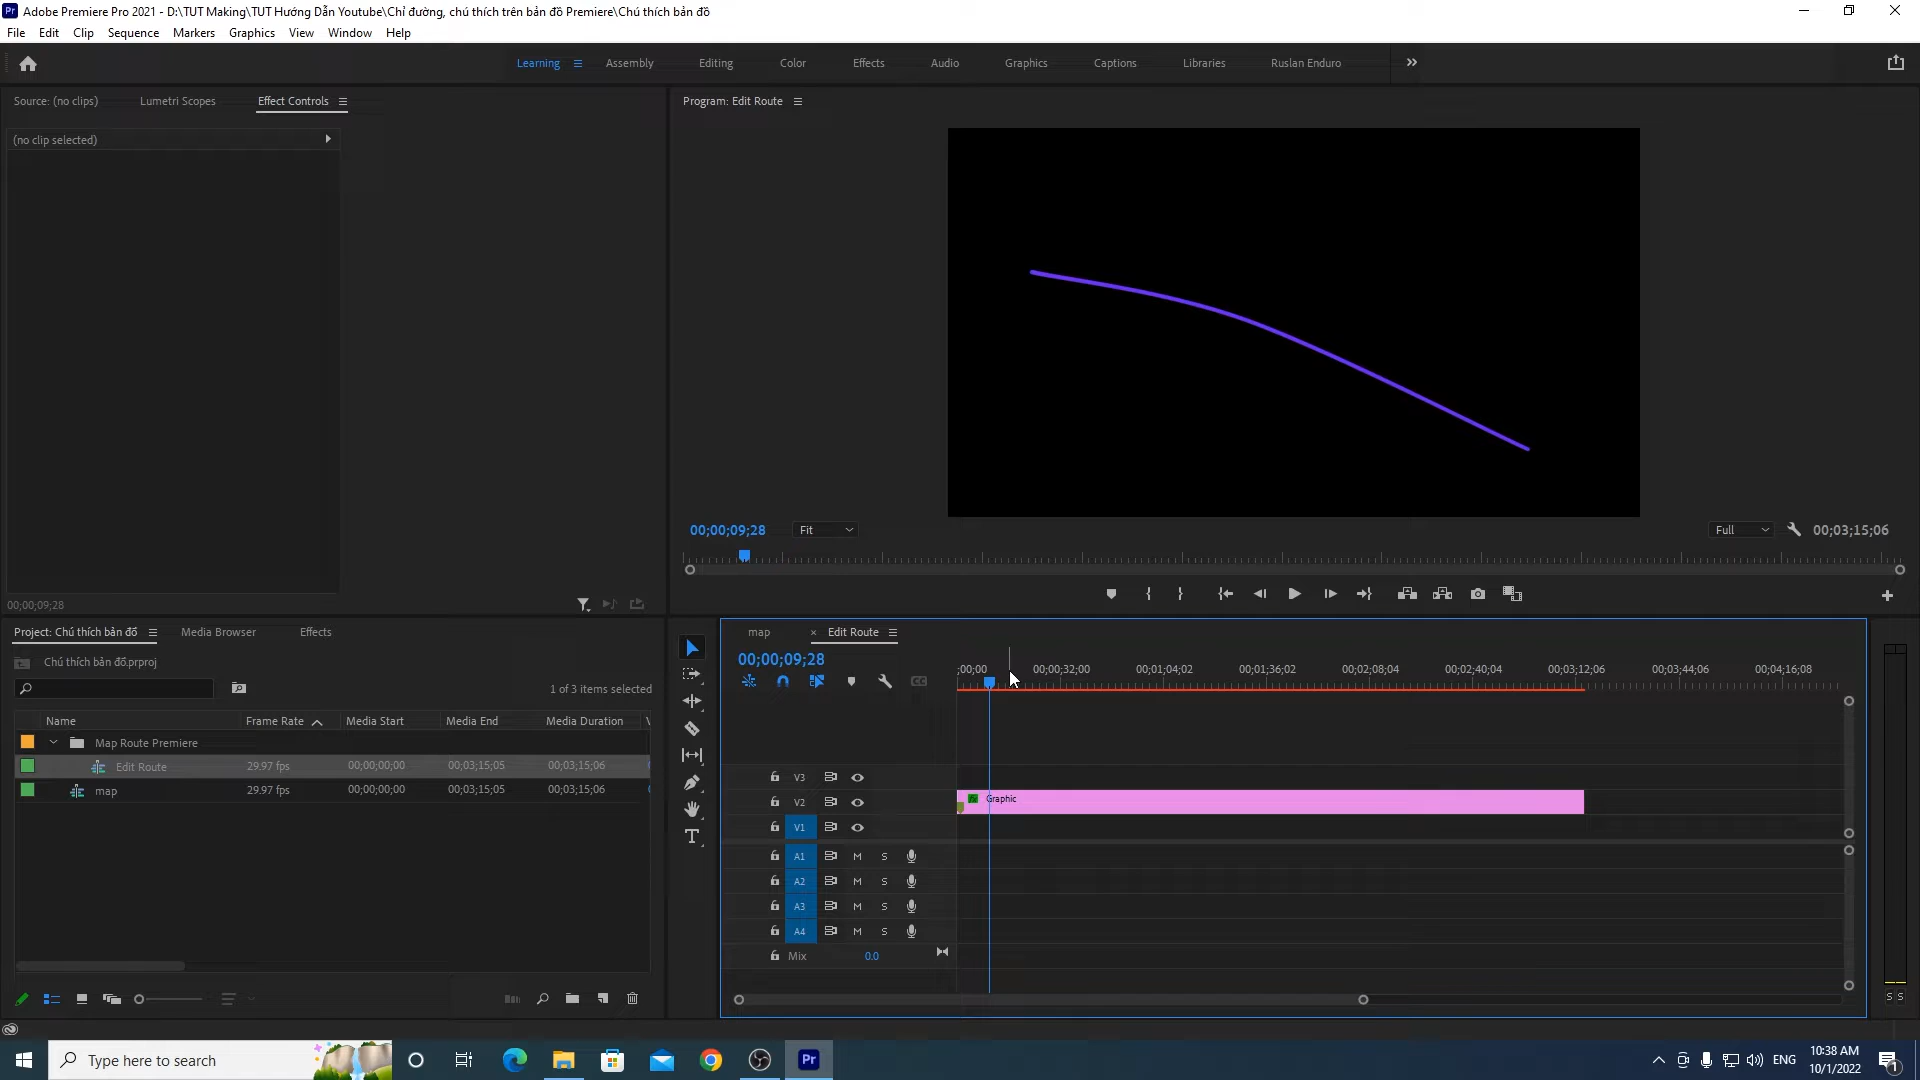 Adobe Premiere Pro 2021 - D:\TUT Making\TUT Hướng Dẫn Youtube\Chỉ đường, chú thích trên bản đồ Premiere\Chú thích bản đồ
File Edit Clip Sequence Markers Graphics View Window Help
Learning Assembly Editing Color Effects Audio Graphics Captions Libraries Ruslan Enduro
Source: (no clips) Lumetri Scopes Effect Controls
(no clip selected)
00;00;09;28
Program: Edit Route
00;00;09;28 Fit Full 00;03;15;06
Project: Chú thích bản đồ Media Browser Effects
Chú thích bản đồ.prproj
1 of 3 items selected
Name Frame Rate Media Start Media End Media Duration
Map Route Premiere
Edit Route 29.97 fps 00;00;00;00 00;03;15;05 00;03;15;06
map 29.97 fps 00;00;00;00 00;03;15;05 00;03;15;06
map × Edit Route
00;00;09;28
;00;00 00;00;32;00 00;01;04;02 00;01;36;02 00;02;08;04 00;02;40;04 00;03;12;06 00;03;44;06 00;04;16;08
V3
V2 Graphic
V1
A1 M S
A2 M S
A3 M S
A4 M S
Mix 0.0
S S
Type here to search
Pr
ENG
10:38 AM
10/1/2022
1